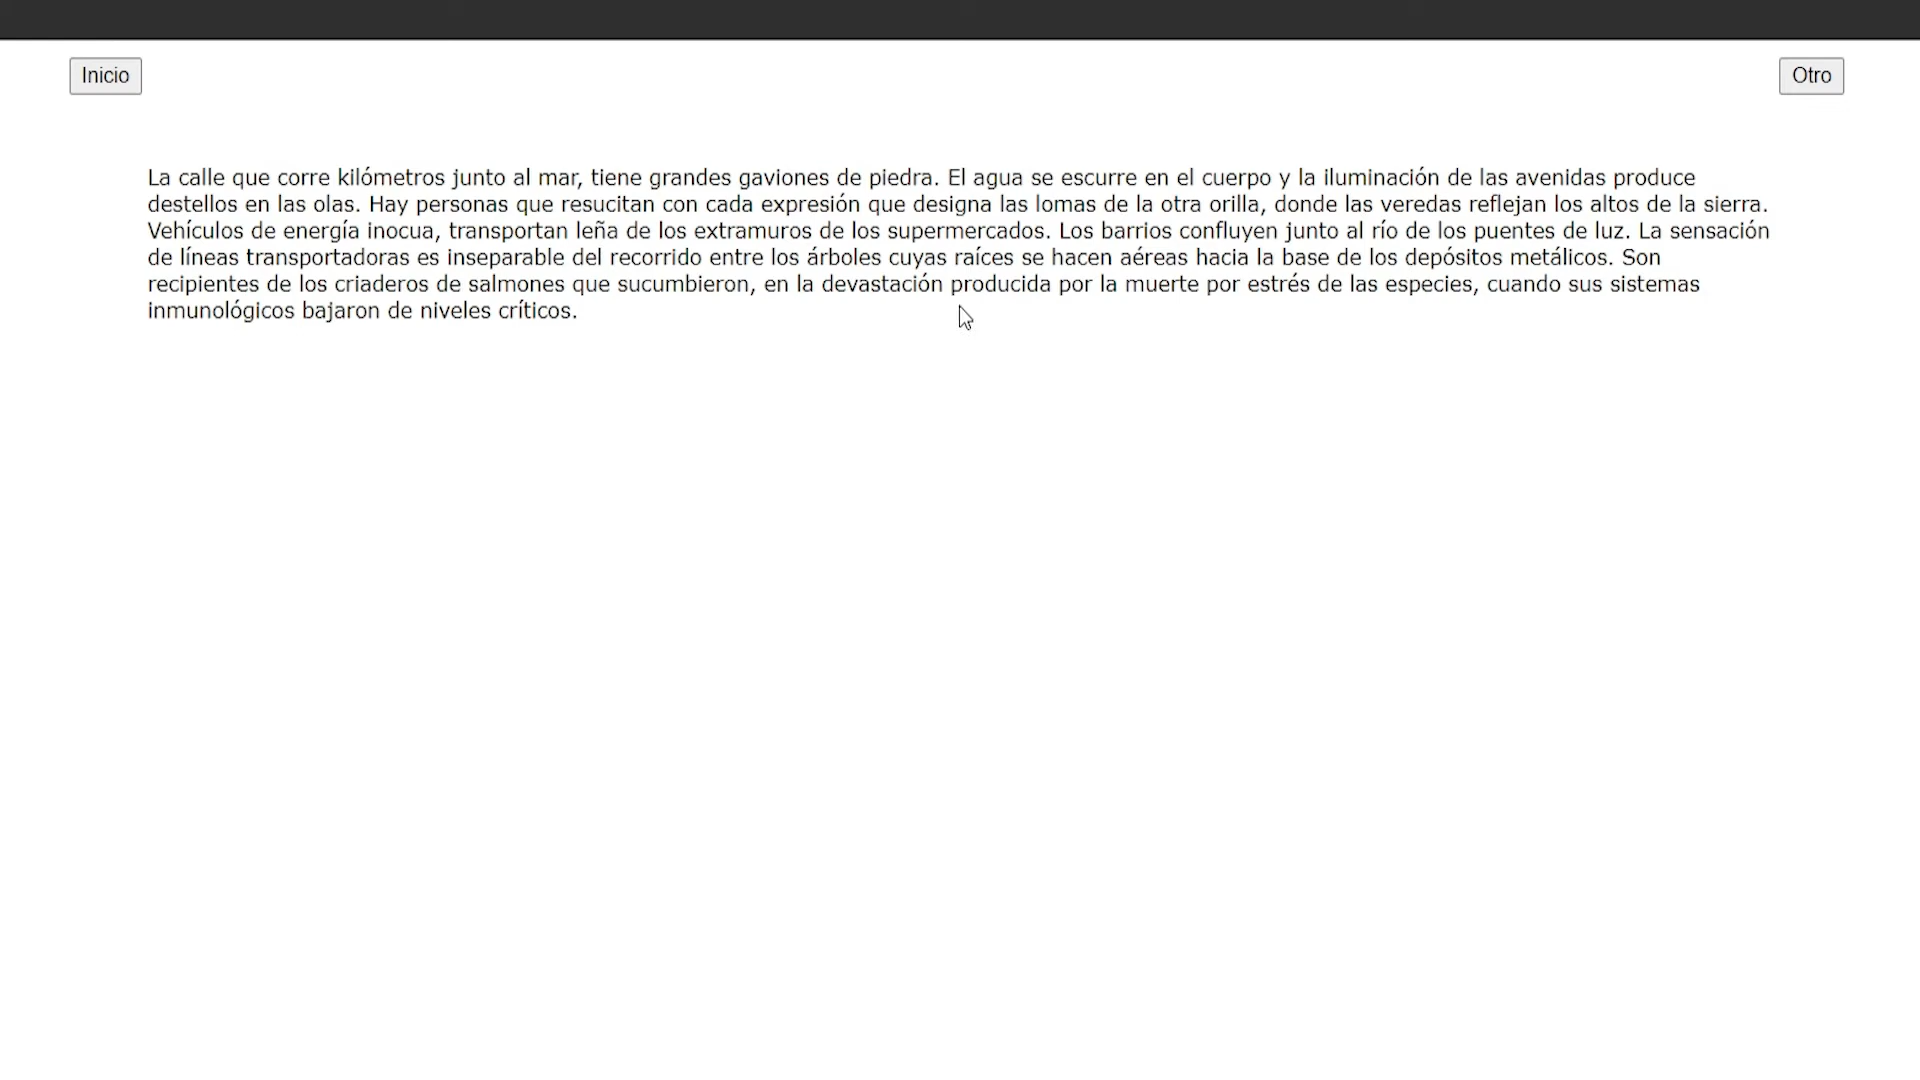 Inicio
Otro
La calle que corre kilómetros junto al mar, tiene grandes gaviones de piedra. El agua se escurre en el cuerpo y la iluminación de las avenidas produce
destellos en las olas. Hay personas que resucitan con cada expresión que designa las lomas de la otra orilla, donde las veredas reflejan los altos de la sierra.
Vehículos de energía inocua, transportan leña de los extramuros de los supermercados. Los barrios confluyen junto al río de los puentes de luz. La sensación
de líneas transportadoras es inseparable del recorrido entre los árboles cuyas raíces se hacen aéreas hacia la base de los depósitos metálicos. Son
recipientes de los criaderos de salmones que sucumbieron, en la devastación producida por la muerte por estrés de las especies, cuando sus sistemas
inmunológicos bajaron de niveles críticos.